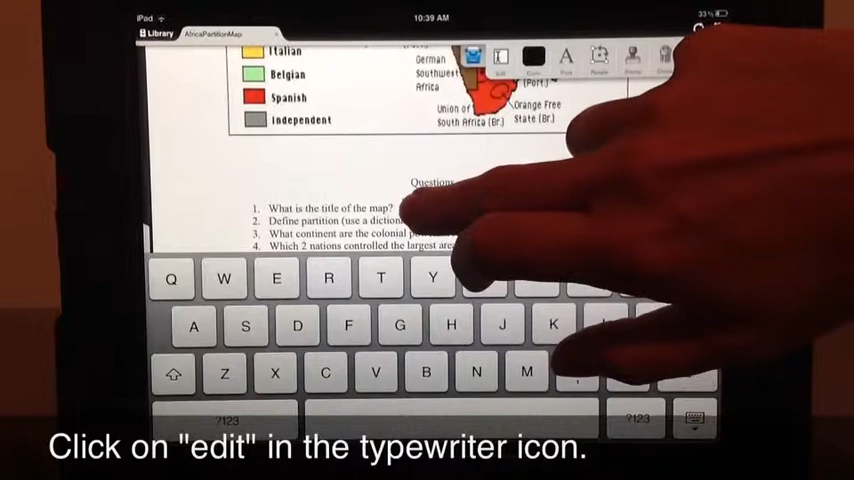 iPad
10:39 AM
33%
Library
AfricaPartitionMap
Italian
Belgian
Spanish
Independent
German
Southwest
Africa
(Port.)
Union of
South Africa (Br.)
Orange Free
State (Br.)
Edit
Questions
1. What is the title of the map?
2. Define partition (use a diction
3. What continent are the colonial
4. Which 2 nations controlled the largest are
Q W E R T Y
A S D F G H J K
Z X C V B N M
?123
?123
Click on "edit" in the typewriter icon.